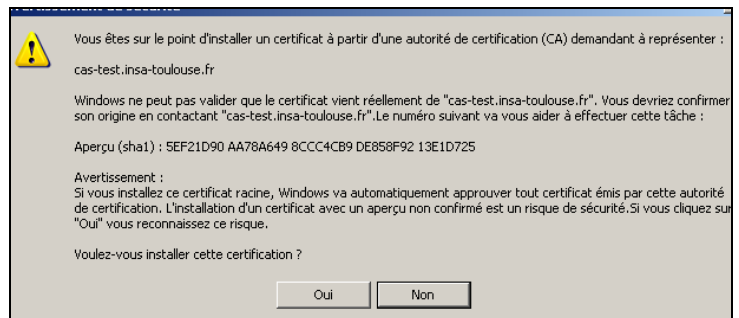 Vous êtes sur le point d'installer un certificat à partir d'une autorité de certification (CA) demandant à représenter :
cas-test.insa-toulouse.fr
Windows ne peut pas valider que le certificat vient réellement de "cas-test.insa-toulouse.fr". Vous devriez confirmer
son origine en contactant "cas-test.insa-toulouse.fr".Le numéro suivant va vous aider à effectuer cette tâche :
Aperçu (sha1) : 5EF21D90 AA78A649 8CCC4CB9 DE858F92 13E1D725
Avertissement :
Si vous installez ce certificat racine, Windows va automatiquement approuver tout certificat émis par cette autorité
de certification. L'installation d'un certificat avec un aperçu non confirmé est un risque de sécurité.Si vous cliquez sur
"Oui" vous reconnaissez ce risque.
Voulez-vous installer cette certification ?
Oui Non